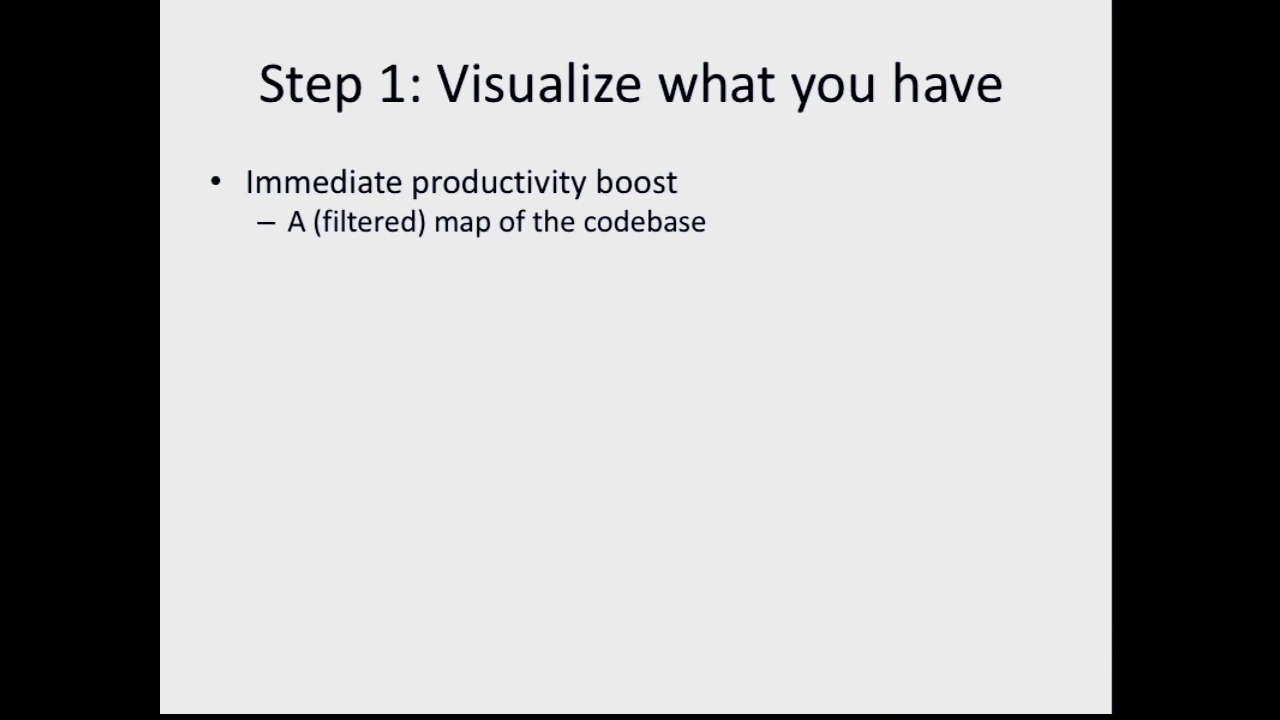 Step 1: Visualize what you have
• Immediate productivity boost
– A (filtered) map of the codebase